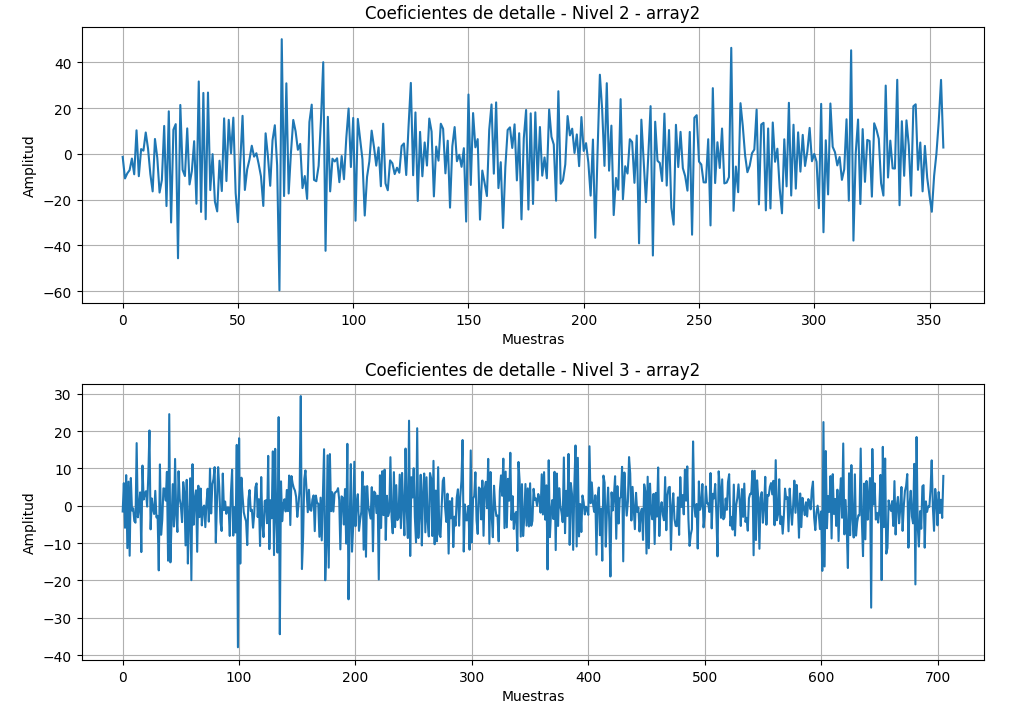 Coeficientes de detalle - Nivel 2 - array2
Amplitud
40
20
0
−20
−40
−60
0 50 100 150 200 250 300 350
Muestras
Coeficientes de detalle - Nivel 3 - array2
Amplitud
30
20
10
0
−10
−20
−30
−40
0 100 200 300 400 500 600 700
Muestras